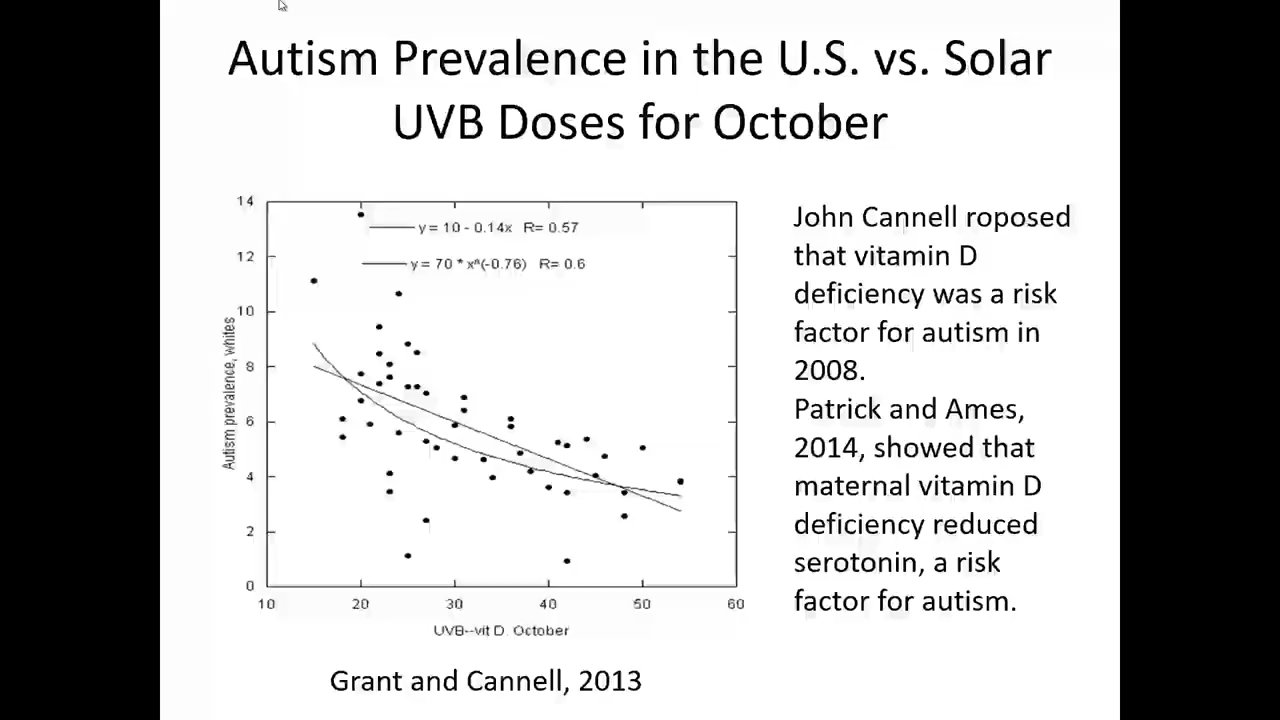 Autism Prevalence in the U.S. vs. Solar
UVB Doses for October
14
12
10
8
6
4
2
0
Autism prevalence, whites
y = 10 - 0.14x R= 0.57
y = 70 * x^(-0.76) R= 0.6
10 20 30 40 50 60
UVB--vit D. October
John Cannell roposed
that vitamin D
deficiency was a risk
factor for autism in
2008.
Patrick and Ames,
2014, showed that
maternal vitamin D
deficiency reduced
serotonin, a risk
factor for autism.
Grant and Cannell, 2013